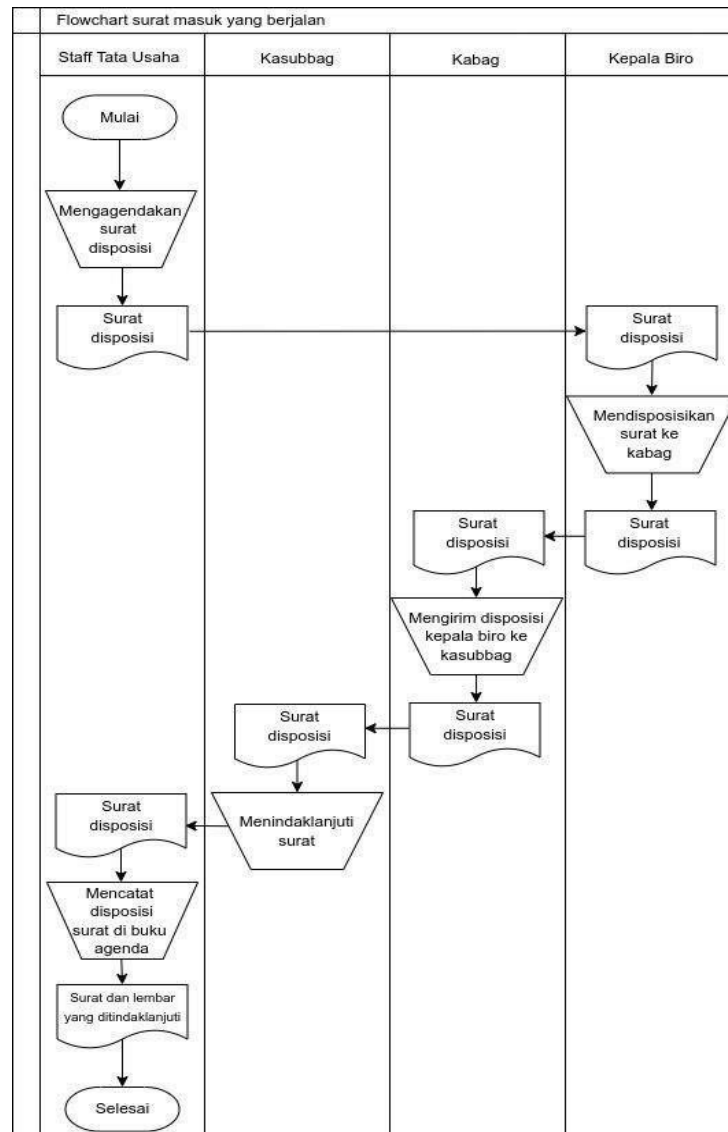 Flowchart surat masuk yang berjalan
Staff Tata Usaha
Kasubbag
Kabag
Kepala Biro
Mulai
Mengagendakan
surat
disposisi
Surat
disposisi
Surat
disposisi
Mendisposisikan
surat ke
kabag
Surat
disposisi
Surat
disposisi
Mengirim disposisi
kepala biro ke
kasubbag
Surat
disposisi
Surat
disposisi
Menindaklanjuti
surat
Surat
disposisi
Mencatat
disposisi
surat di buku
agenda
Surat dan lembar
yang ditindaklanjuti
Selesai